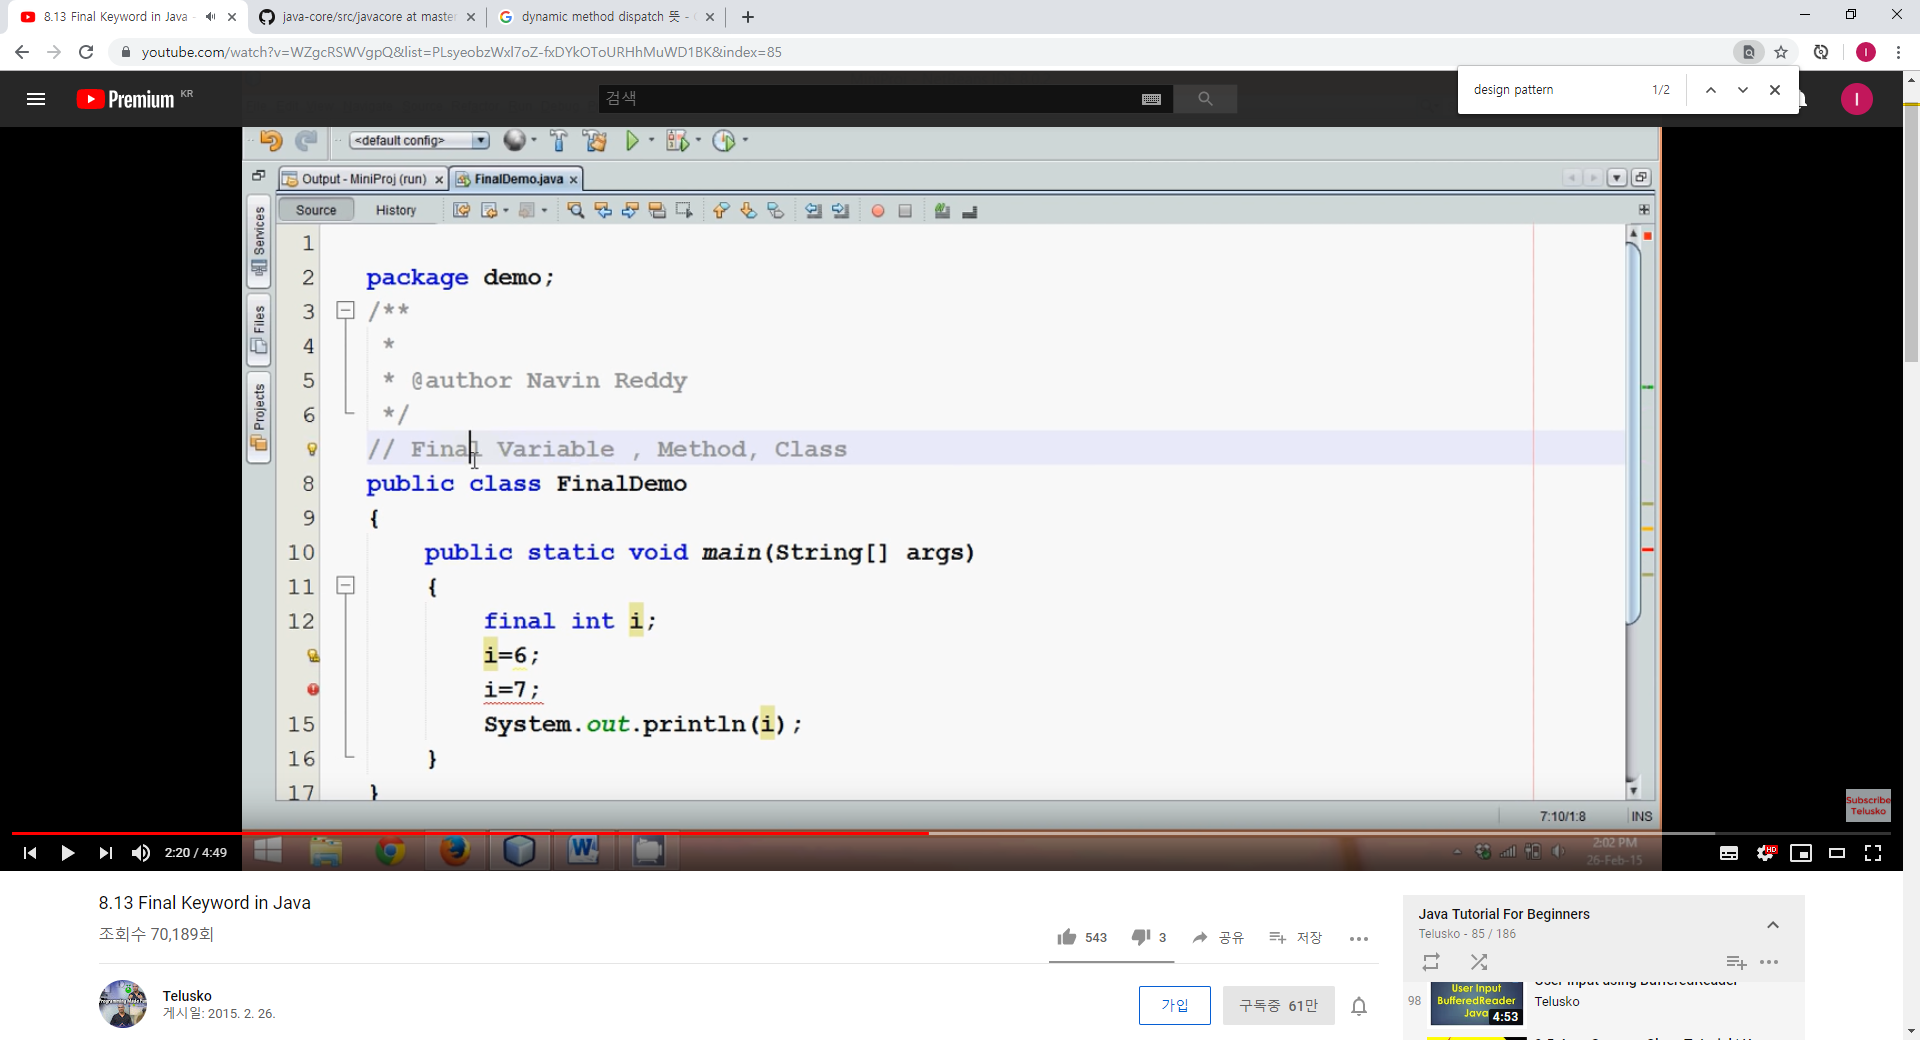 8.13 Final Keyword in Java
java-core/src/javacore at master
dynamic method dispatch 뜻 -
youtube.com/watch?v=WZgcRSWVgpQ&list=PLsyeobzWxl7oZ-fxDYkOToURHhMuWD1BK&index=85
I
design pattern 1/2
Premium KR
검색
I
<default config>
Output - MiniProj (run)
FinalDemo.java
Source History
Services
Files
Projects
1
2 package demo;
3 /**
4 *
5 * @author Navin Reddy
6 */
// Final Variable , Method, Class
8 public class FinalDemo
9 {
10 public static void main(String[] args)
11 {
12 final int i;
i=6;
i=7;
15 System.out.println(i);
16 }
17 }
7:10/1:8 INS
Subscribe
Telusko
2:20 / 4:49
HD
2:02 PM
26-Feb-15
8.13 Final Keyword in Java
조회수 70,189회
543 3 공유 저장
Telusko
게시일: 2015. 2. 26.
가입 구독중 61만
Java Tutorial For Beginners
Telusko - 85 / 186
98
User Input
BufferedReader
Java
4:53
User Input using BufferedReader
Telusko